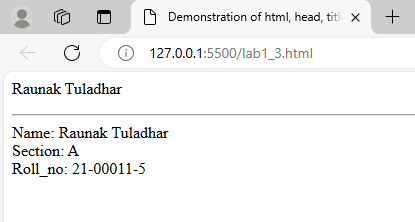 Demonstration of html, head, titl
127.0.0.1:5500/lab1_3.html
Raunak Tuladhar
Name: Raunak Tuladhar
Section: A
Roll_no: 21-00011-5